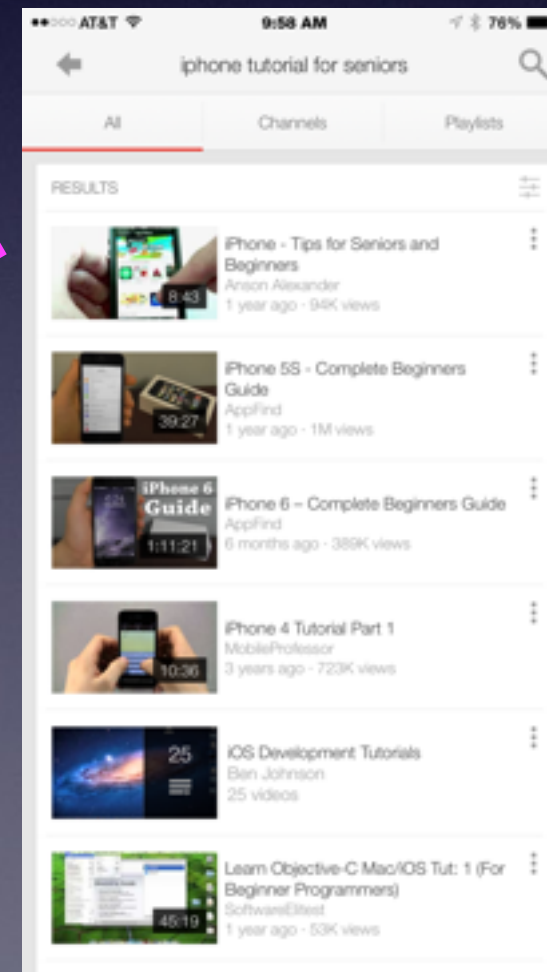 AT&T 9:58 AM 76%
iphone tutorial for seniors
All Channels Playlists
RESULTS
8:43
iPhone - Tips for Seniors and
Beginners
Anson Alexander
1 year ago - 94K views
39:27
iPhone 5S - Complete Beginners
Guide
AppFind
1 year ago - 1M views
iPhone 6
Guide
1:11:21
iPhone 6 – Complete Beginners Guide
AppFind
6 months ago - 389K views
10:36
iPhone 4 Tutorial Part 1
MobileProfessor
3 years ago - 723K views
25
iOS Development Tutorials
Ben Johnson
25 videos
45:19
Learn Objective-C Mac/iOS Tut: 1 (For
Beginner Programmers)
SoftwareElitest
1 year ago - 53K views